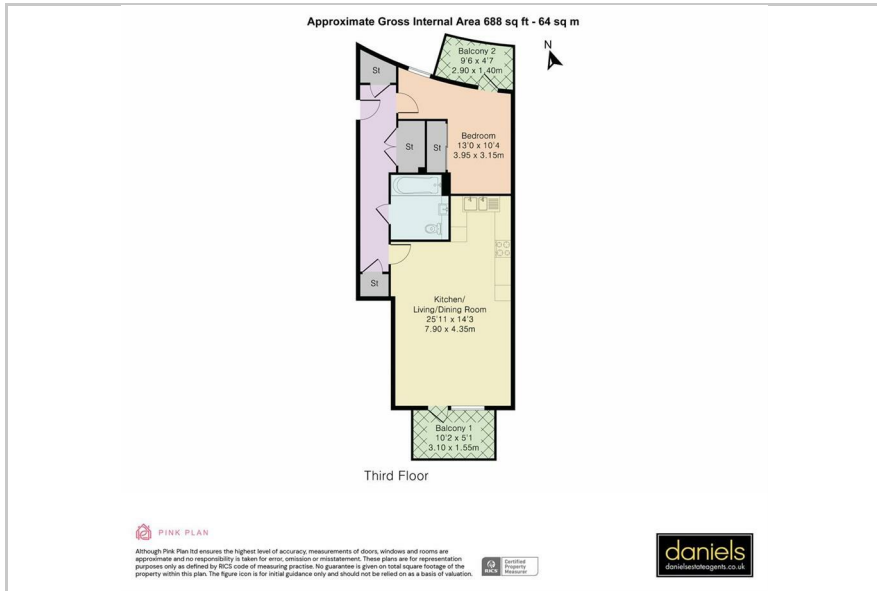 Approximate Gross Internal Area 688 sq ft - 64 sq m
N
Balcony 2
9'6 x 4'7
2.90 x 1.40m
St
Bedroom
13'0 x 10'4
3.95 x 3.15m
St
St
St
Kitchen/
Living/Dining Room
25'11 x 14'3
7.90 x 4.35m
Balcony 1
10'2 x 5'1
3.10 x 1.55m
Third Floor
PINK PLAN
Although Pink Plan ltd ensures the highest level of accuracy, measurements of doors, windows and rooms are
approximate and no responsibility is taken for error, omission or misstatement. These plans are for representation
purposes only as defined by RICS code of measuring practise. No guarantee is given on total square footage of the
property within this plan. The figure icon is for initial guidance only and should not be relied on as a basis of valuation.
RICS
Certified
Property
Measurer
daniels
danielsestateagents.co.uk